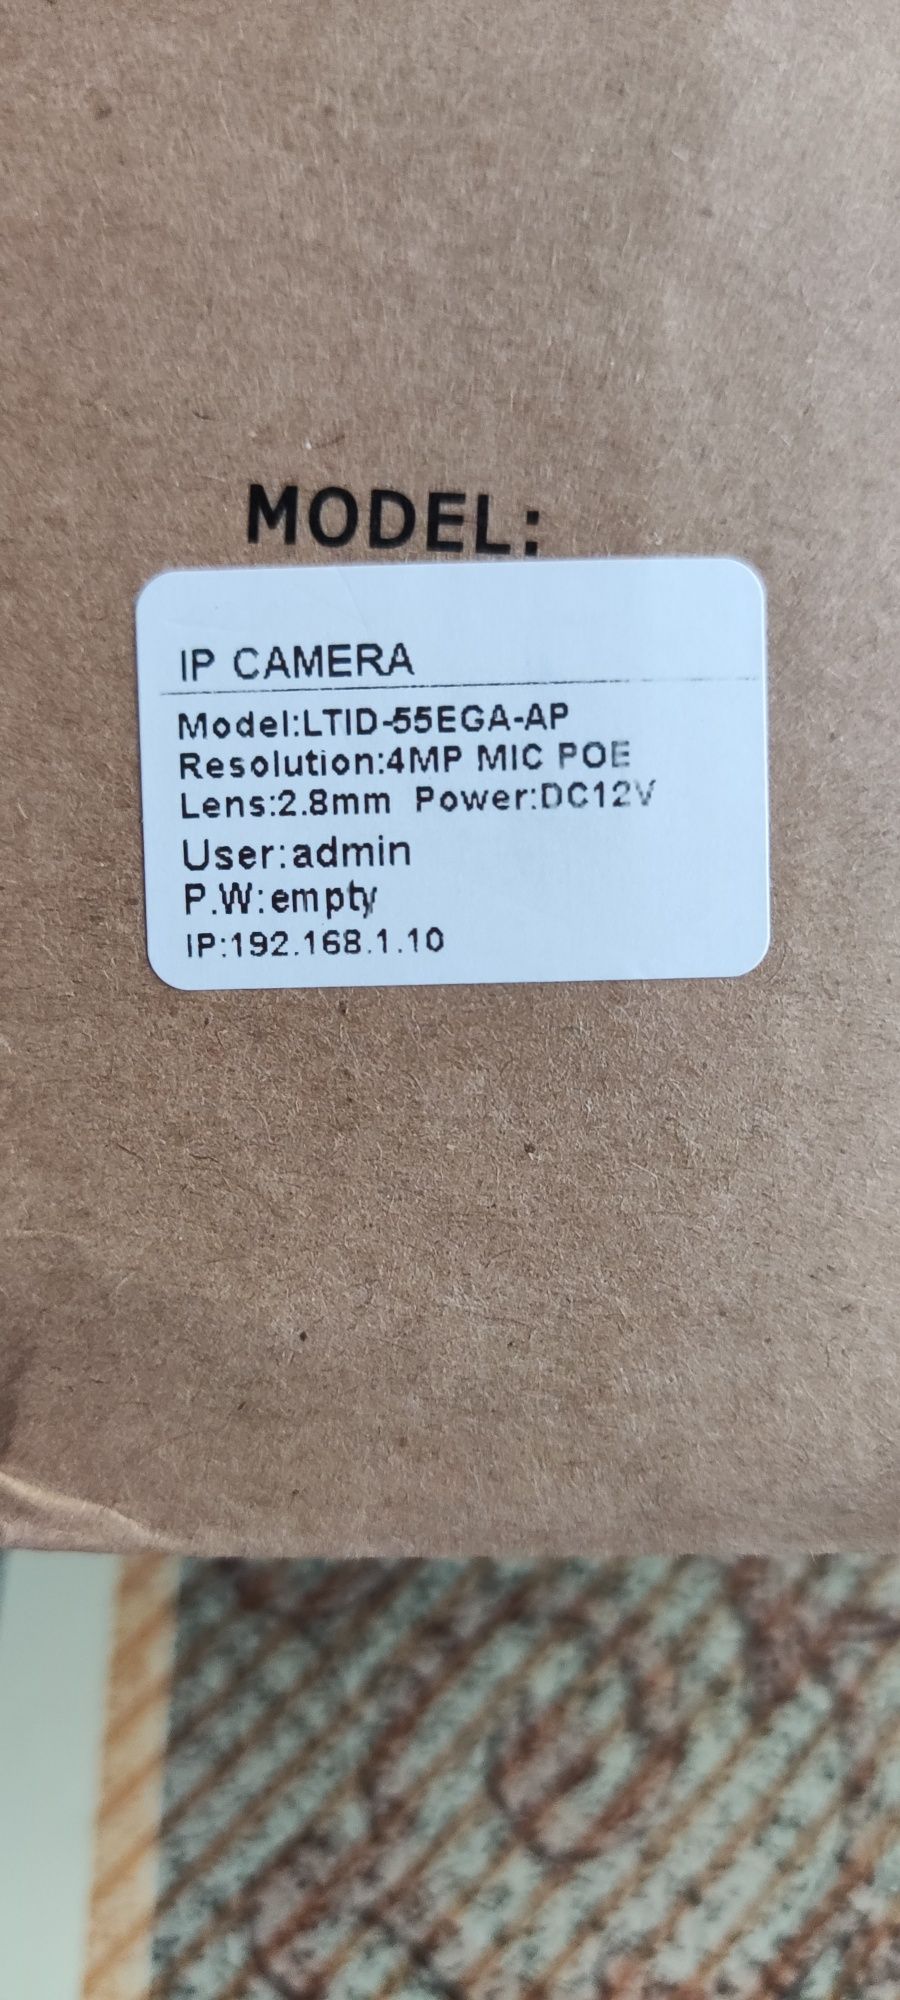 MODEL:
IP CAMERA
Model:LTID-55EGA-AP
Resolution:4MP MIC POE
Lens:2.8mm Power:DC12V
User:admin
P.W:empty
IP:192.168.1.10